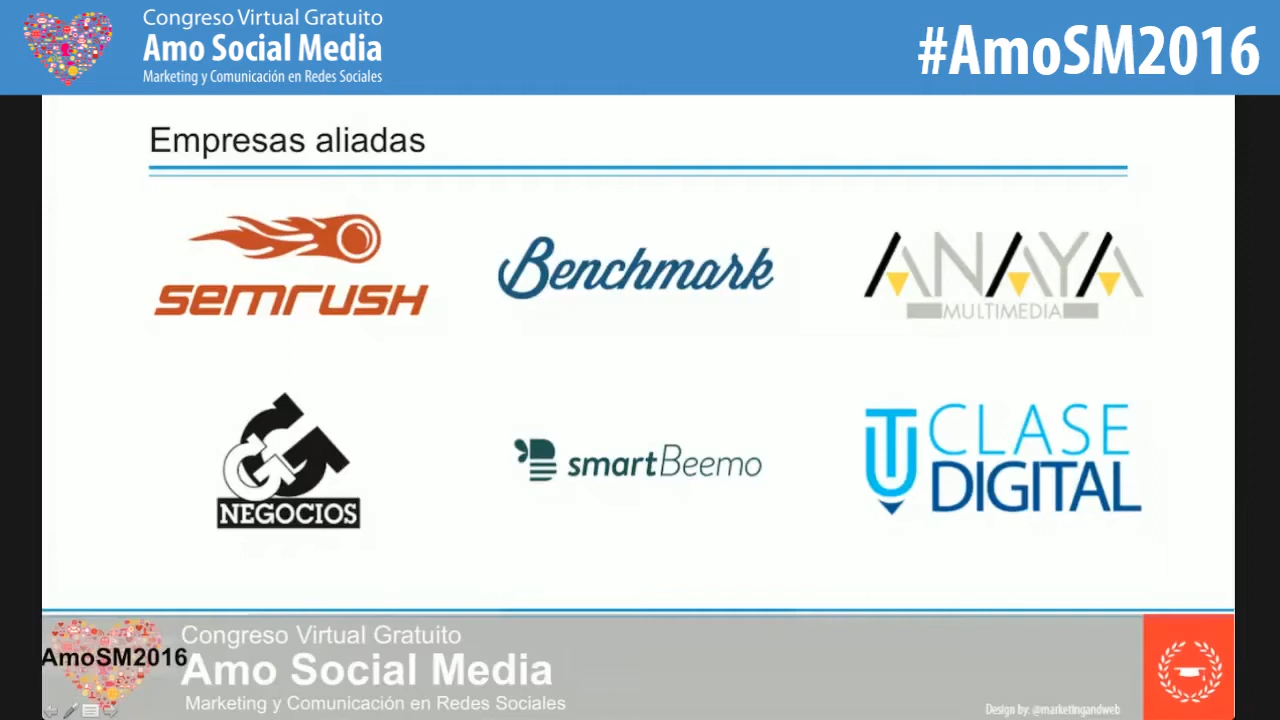 Congreso Virtual Gratuito
Amo Social Media
Marketing y Comunicación en Redes Sociales
#AmoSM2016
Empresas aliadas
semrush
Benchmark
ANAYA
MULTIMEDIA
GG
NEGOCIOS
smartBeemo
CLASE
DIGITAL
Congreso Virtual Gratuito
AmoSM2016
Amo Social Media
Marketing y Comunicación en Redes Sociales
Design by: @marketingandweb